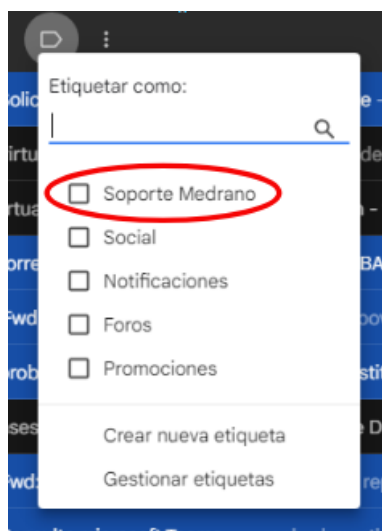 Etiquetar como:
Soporte Medrano
Social
Notificaciones
Foros
Promociones
Crear nueva etiqueta
Gestionar etiquetas